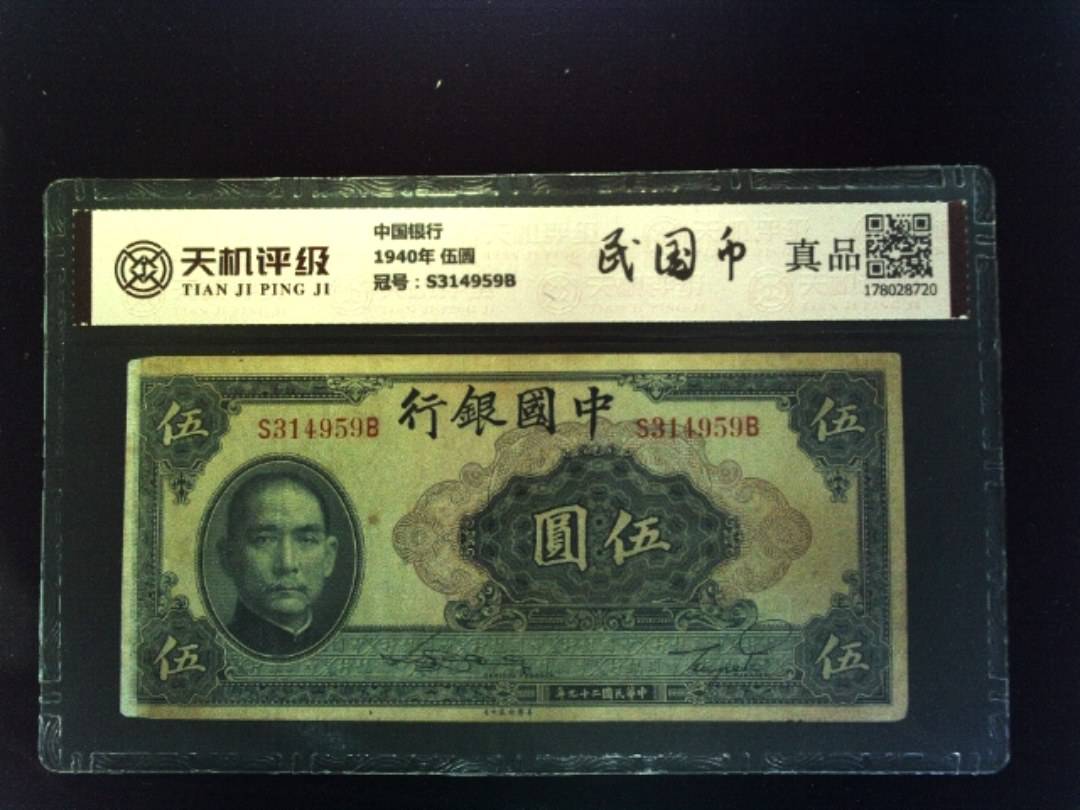 天机评级
TIAN JI PING JI
中国银行
1940年 伍圆
冠号：S314959B
民国币
真品
178028720
行銀國中
S314959B
S314959B
伍
伍
圓伍
伍
伍
年九十二國民華中